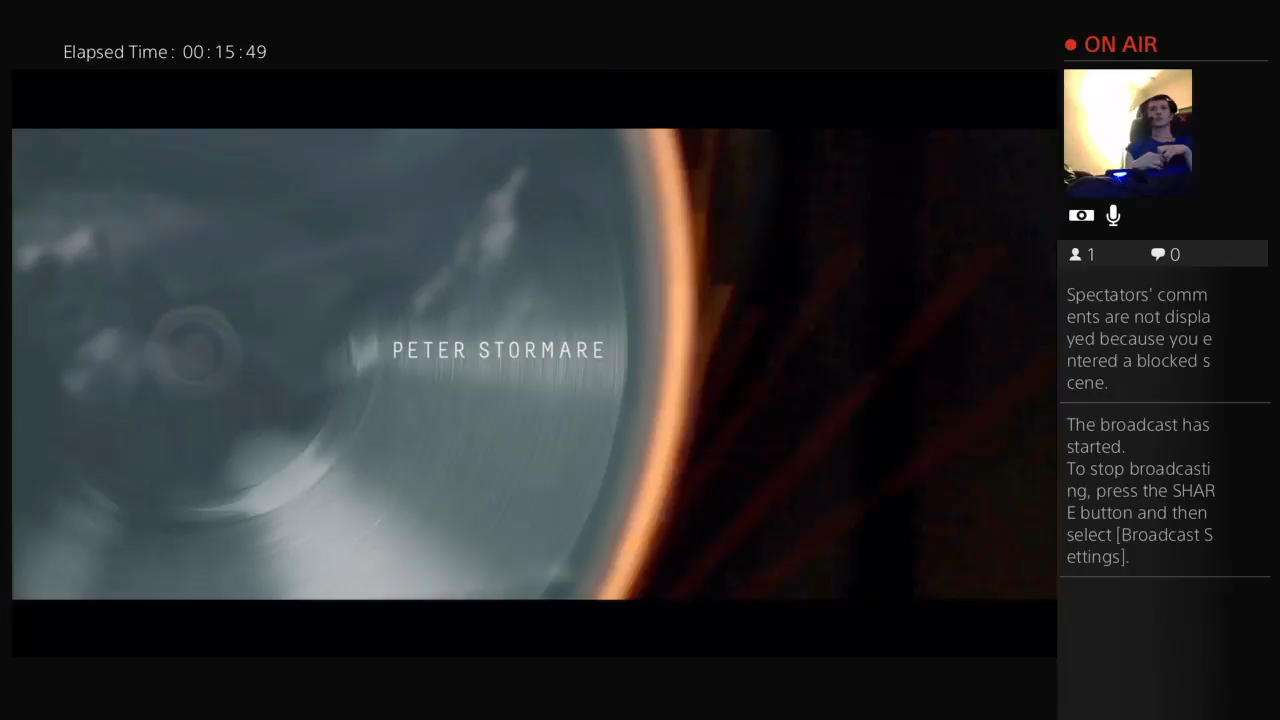 Elapsed Time: 00:15:49
ON AIR
PETER STORMARE
1
0
Spectators' comm
ents are not displa
yed because you e
ntered a blocked s
cene.
The broadcast has
started.
To stop broadcasti
ng, press the SHAR
E button and then
select [Broadcast S
ettings].